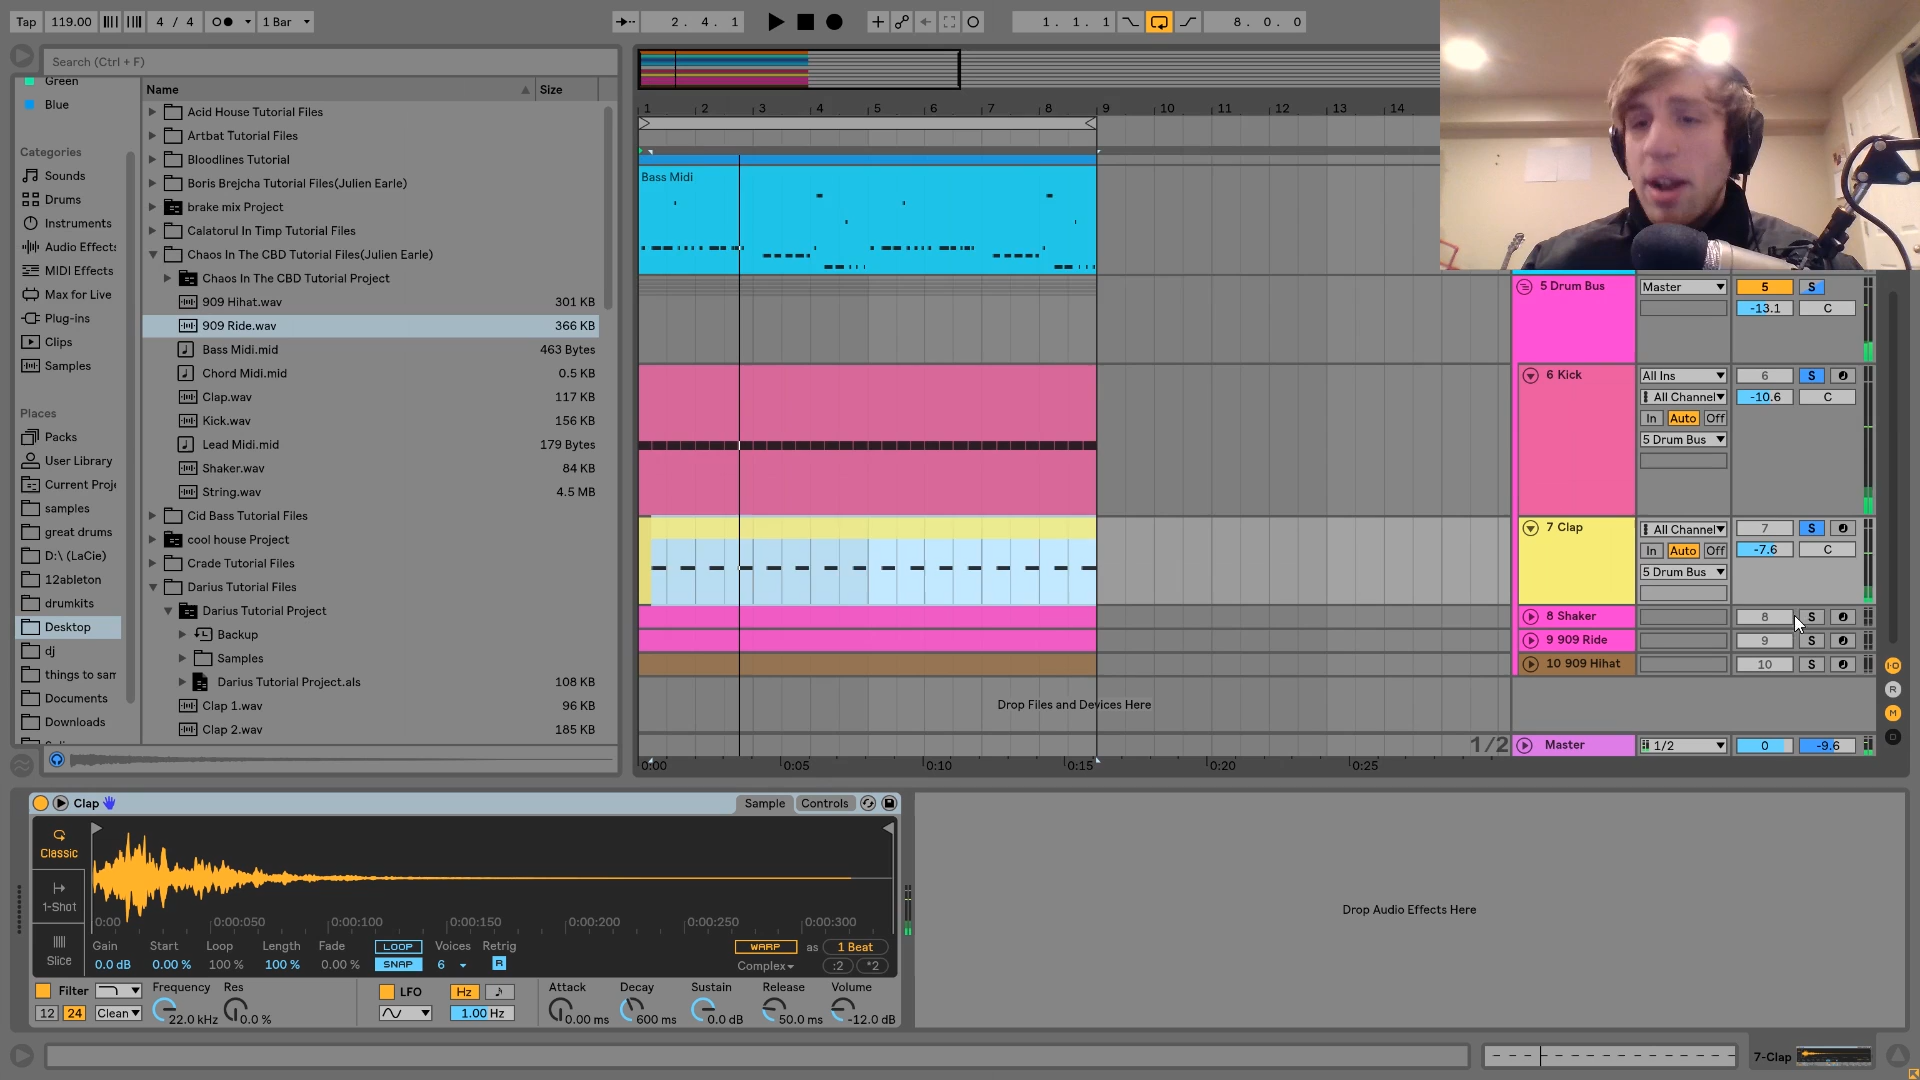 Tap 119.00 4 / 4 1 Bar 2. 4. 1 1. 1. 1 8. 0. 0
Search (Ctrl + F)
Green
Blue
Categories
Sounds
Drums
Instruments
Audio Effects
MIDI Effects
Max for Live
Plug-ins
Clips
Samples
Places
Packs
User Library
Current Proje
samples
great drums
D:\ (LaCie)
12ableton
drumkits
Desktop
dj
things to sam
Documents
Downloads
Name Size
Acid House Tutorial Files
Artbat Tutorial Files
Bloodlines Tutorial
Boris Brejcha Tutorial Files(Julien Earle)
brake mix Project
Calatorul In Timp Tutorial Files
Chaos In The CBD Tutorial Files(Julien Earle)
Chaos In The CBD Tutorial Project
909 Hihat.wav 301 KB
909 Ride.wav 366 KB
Bass Midi.mid 463 Bytes
Chord Midi.mid 0.5 KB
Clap.wav 117 KB
Kick.wav 156 KB
Lead Midi.mid 179 Bytes
Shaker.wav 84 KB
String.wav 4.5 MB
Cid Bass Tutorial Files
cool house Project
Crade Tutorial Files
Darius Tutorial Files
Darius Tutorial Project
Backup
Samples
Darius Tutorial Project.als 108 KB
Clap 1.wav 96 KB
Clap 2.wav 185 KB
1 2 3 4 5 6 7 8 9 10 11 12 13 14
Bass Midi
Drop Files and Devices Here
1/2
0:00 0:05 0:10 0:15 0:20 0:25
5 Drum Bus Master 5 S
-13.1 C
6 Kick All Ins 6 S
All Channel -10.6 C
In Auto Off
5 Drum Bus
7 Clap All Channel 7 S
In Auto Off -7.6 C
5 Drum Bus
8 Shaker 8 S
9 909 Ride 9 S
10 909 Hihat 10 S
Master 1/2 0 -9.6
I-O
R
M
D
Clap Sample Controls
Classic
1-Shot
Slice
0:00 0:00:050 0:00:100 0:00:150 0:00:200 0:00:250 0:00:300
Gain Start Loop Length Fade LOOP Voices Retrig WARP as 1 Beat
0.0 dB 0.00 % 100 % 100 % 0.00 % SNAP 6 R Complex :2 *2
Filter Frequency Res LFO Hz Attack Decay Sustain Release Volume
12 24 Clean 22.0 kHz 0.0 % 1.00 Hz 0.00 ms 600 ms 0.0 dB 50.0 ms -12.0 dB
Drop Audio Effects Here
7-Clap